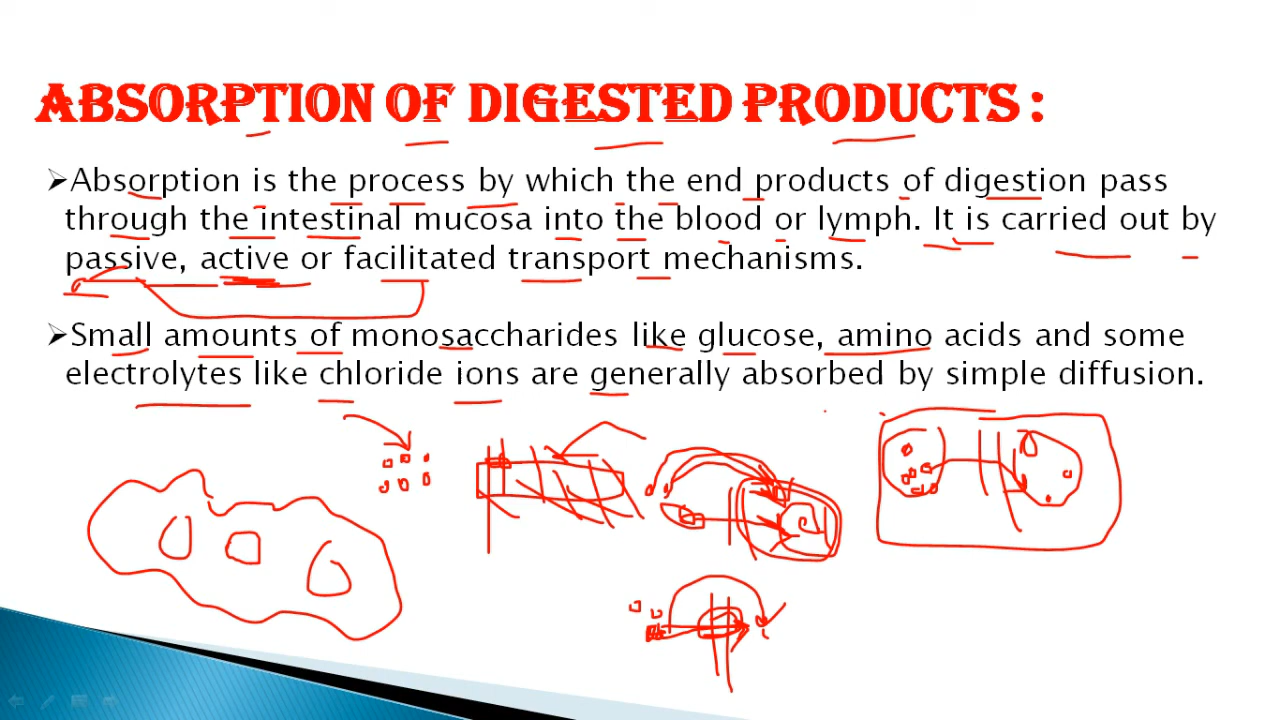 ABSORPTION OF DIGESTED PRODUCTS :
➢Absorption is the process by which the end products of digestion pass
through the intestinal mucosa into the blood or lymph. It is carried out by
passive, active or facilitated transport mechanisms.
➢Small amounts of monosaccharides like glucose, amino acids and some
electrolytes like chloride ions are generally absorbed by simple diffusion.